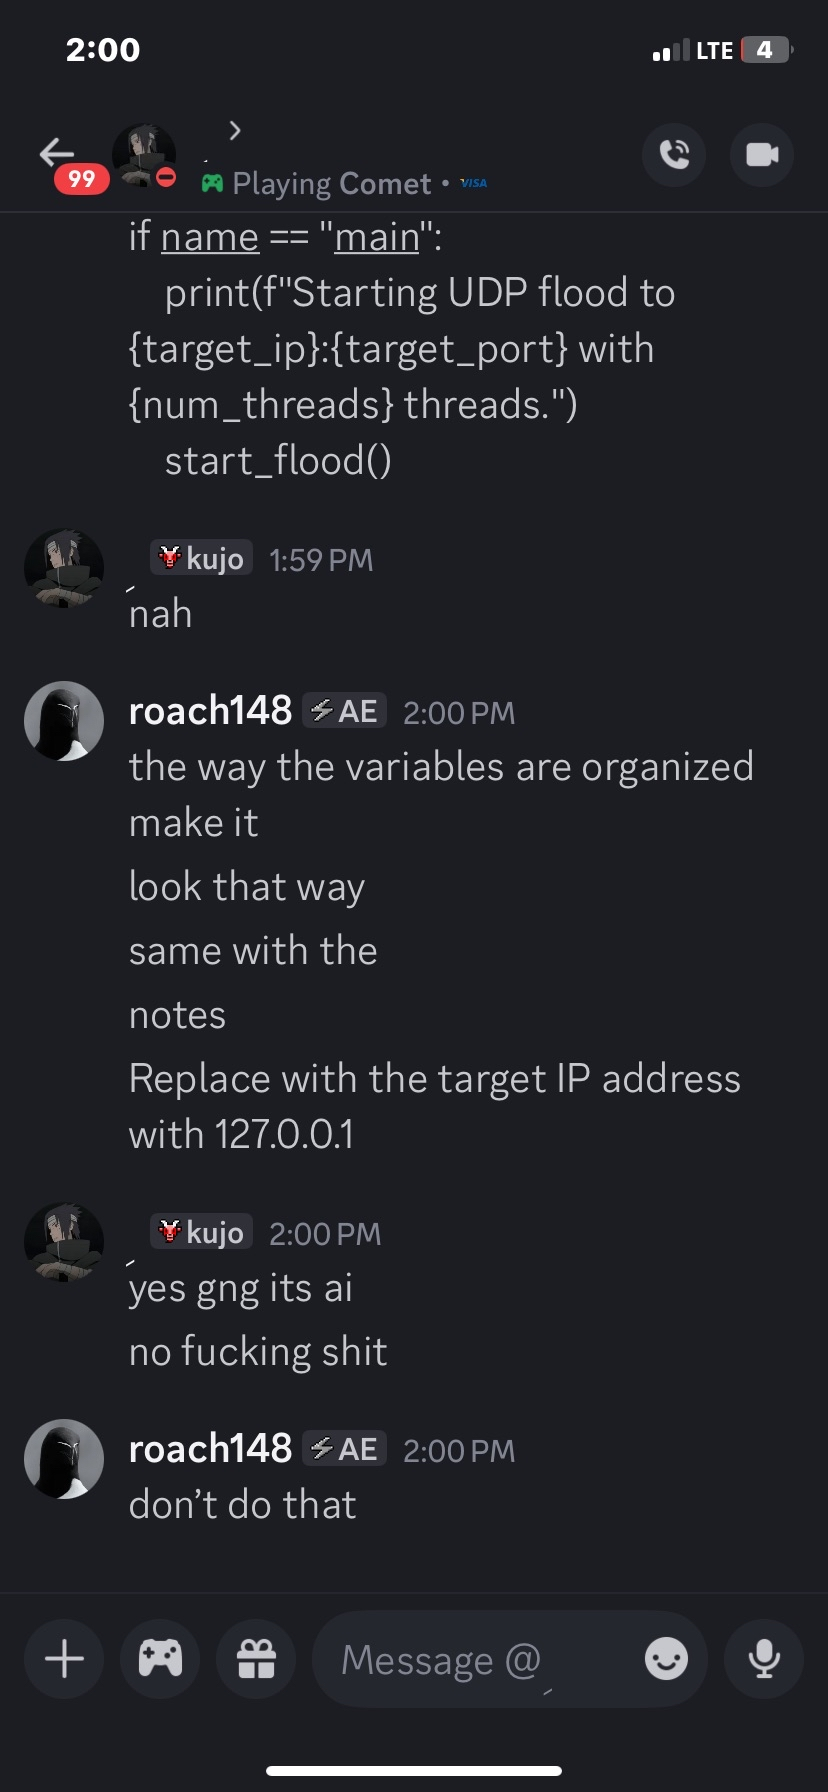 2:00
LTE 4
99
Playing Comet • VISA
if name == "main":
print(f"Starting UDP flood to
{target_ip}:{target_port} with
{num_threads} threads.")
start_flood()
kujo 1:59 PM
nah
roach148 AE 2:00 PM
the way the variables are organized
make it
look that way
same with the
notes
Replace with the target IP address
with 127.0.0.1
kujo 2:00 PM
yes gng its ai
no fucking shit
roach148 AE 2:00 PM
don't do that
Message @